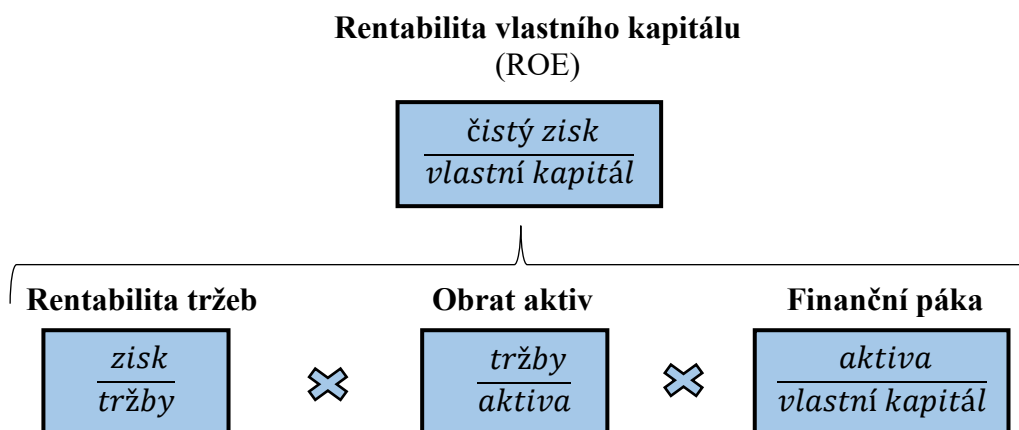 Rentabilita vlastního kapitálu
(ROE)
čistý zisk
vlastní kapitál
Rentabilita tržeb
Obrat aktiv
Finanční páka
zisk
tržby
tržby
aktiva
aktiva
vlastní kapitál